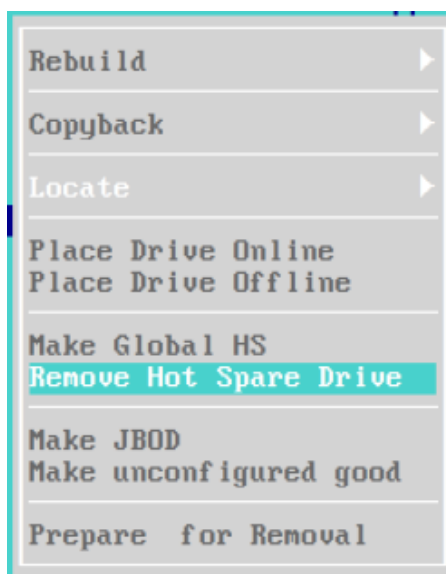 Rebuild
Copyback
Locate
Place Drive Online
Place Drive Offline
Make Global HS
Remove Hot Spare Drive
Make JBOD
Make unconfigured good
Prepare  for Removal